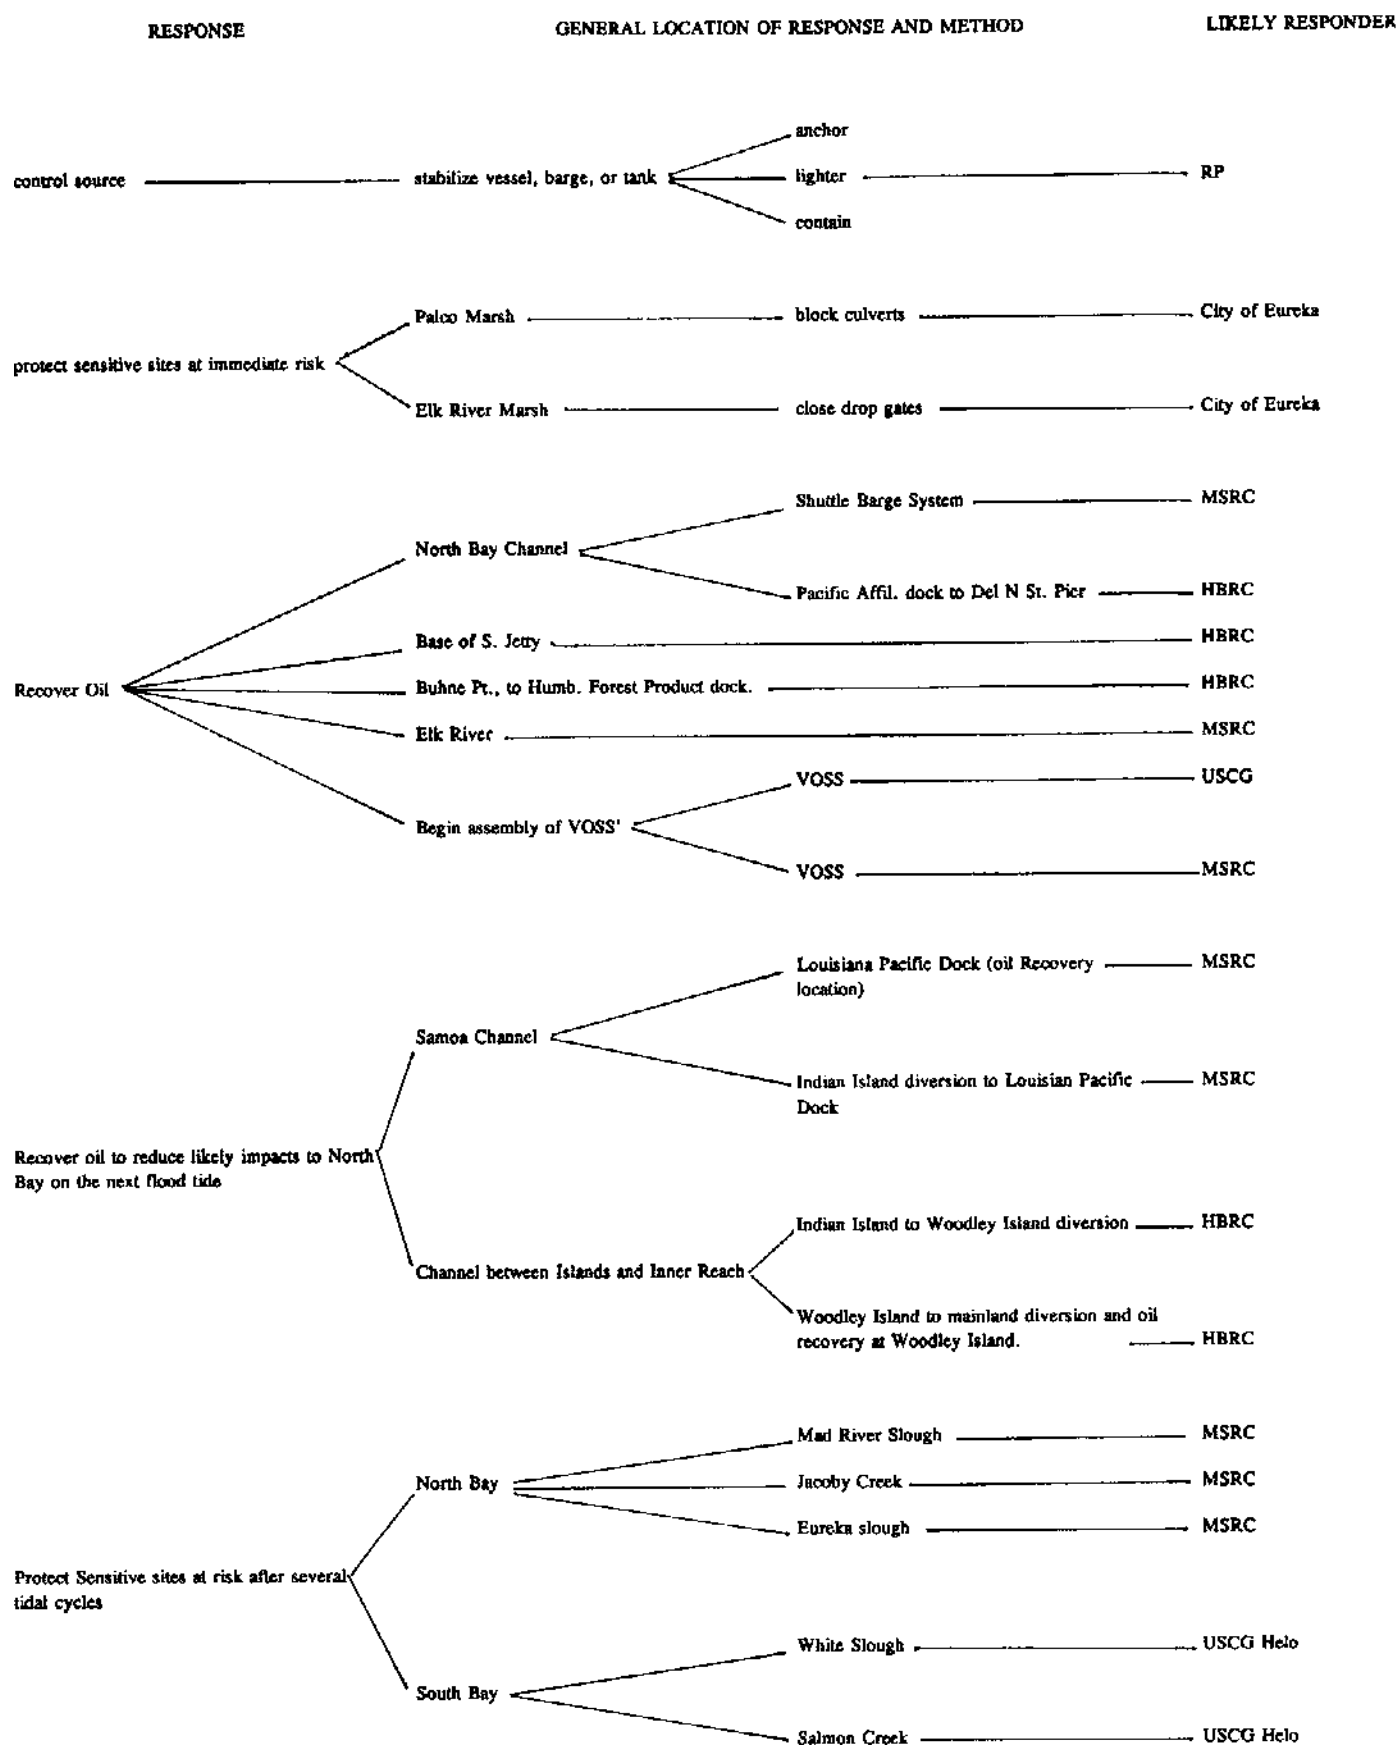 RESPONSE GENERAL LOCATION OF RESPONSE AND METHOD LIKELY RESPONDER
anchor
control source stabilize vessel, barge, or tank lighter RP
contain
Palco Marsh block culverts City of Eureka
protect sensitive sites at immediate risk
Elk River Marsh close drop gates City of Eureka
Shuttle Barge System MSRC
North Bay Channel
Pacific Affil. dock to Del N St. Pier HBRC
Base of S. Jetty HBRC
Recover Oil Buhne Pt., to Humb. Forest Product dock. HBRC
Elk River MSRC
VOSS USCG
Begin assembly of VOSS'
VOSS MSRC
Louisiana Pacific Dock (oil Recovery MSRC
location)
Samoa Channel
Indian Island diversion to Louisian Pacific MSRC
Dock
Recover oil to reduce likely impacts to North
Bay on the next flood tide
Indian Island to Woodley Island diversion HBRC
Channel between Islands and Inner Reach
Woodley Island to mainland diversion and oil
recovery at Woodley Island. HBRC
Mad River Slough MSRC
North Bay Jacoby Creek MSRC
Eureka slough MSRC
Protect Sensitive sites at risk after several
tidal cycles
White Slough USCG Helo
South Bay
Salmon Creek USCG Helo